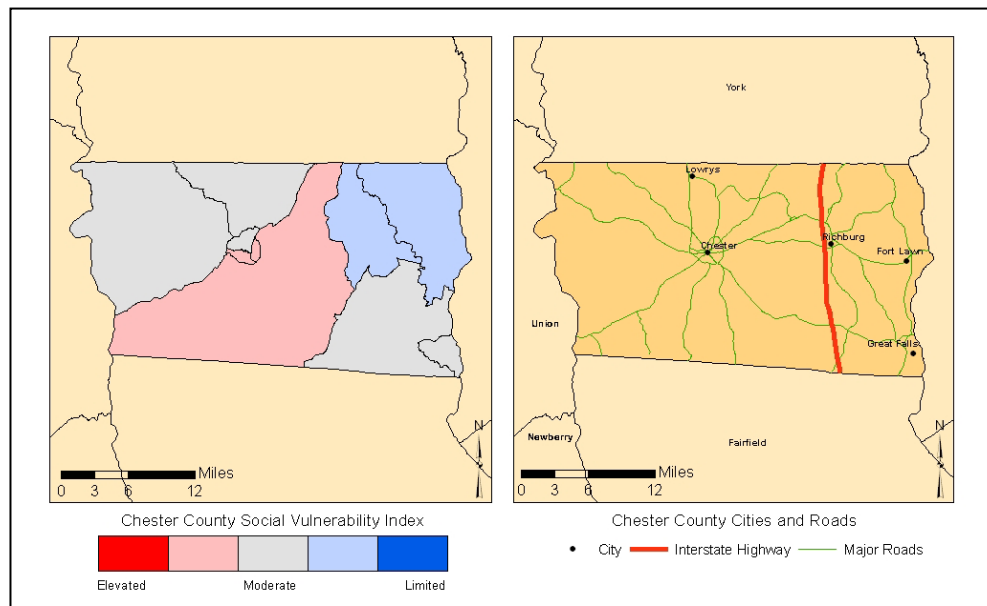 N
Miles
0 3 6 12
Chester County Social Vulnerability Index
Elevated Moderate Limited
York
Lowrys
Chester
Richburg
Fort Lawn
Union
Great Falls
Newberry
Fairfield
N
Miles
0 3 6 12
Chester County Cities and Roads
City Interstate Highway Major Roads